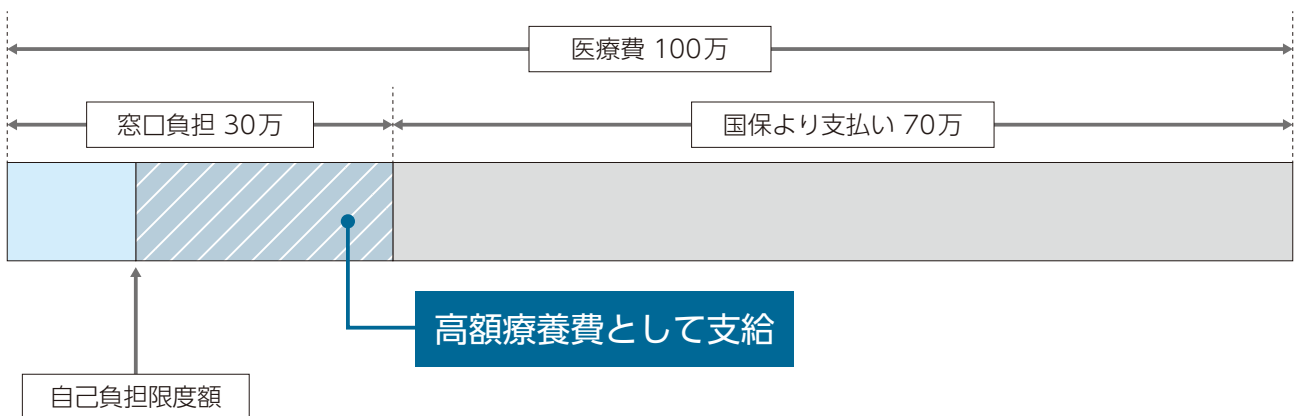 医療費 100万
窓口負担 30万
国保より支払い 70万
高額療養費として支給
自己負担限度額